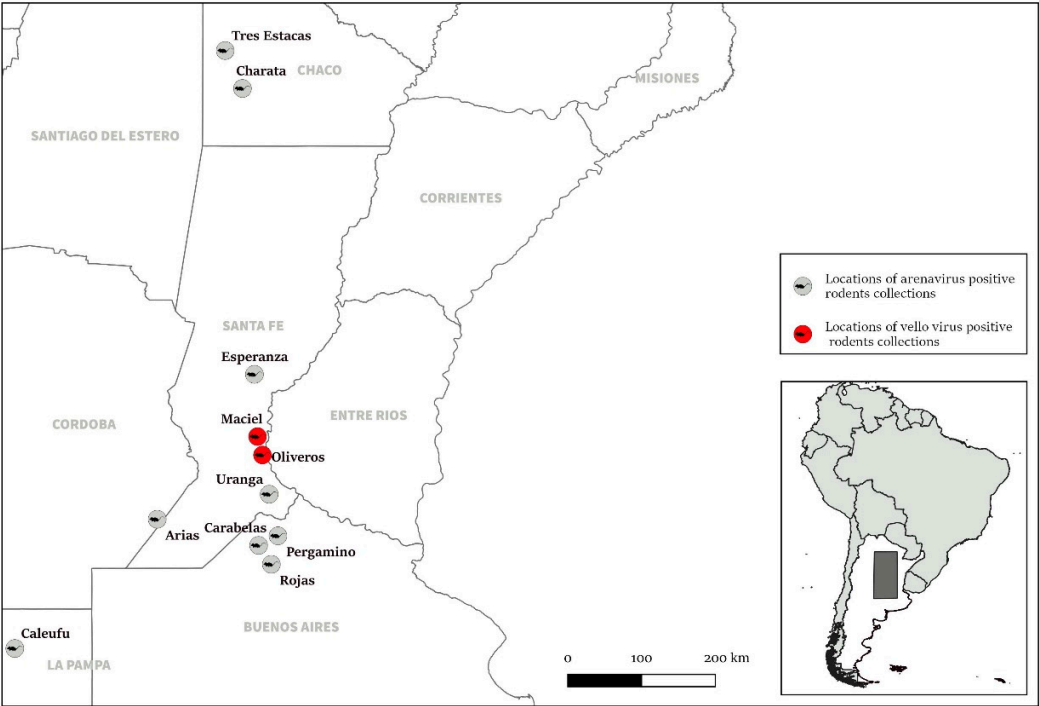 Tres Estacas
Charata
CHACO
MISIONES
SANTIAGO DEL ESTERO
CORRIENTES
Locations of arenavirus positive
rodents collections
SANTA FE
Locations of vello virus positive
rodents collections
Esperanza
Maciel
ENTRE RIOS
CORDOBA
Oliveros
Uranga
Carabelas
Arias
Pergamino
Rojas
BUENOS AIRES
Caleufu
LA PAMPA
0 100 200 km